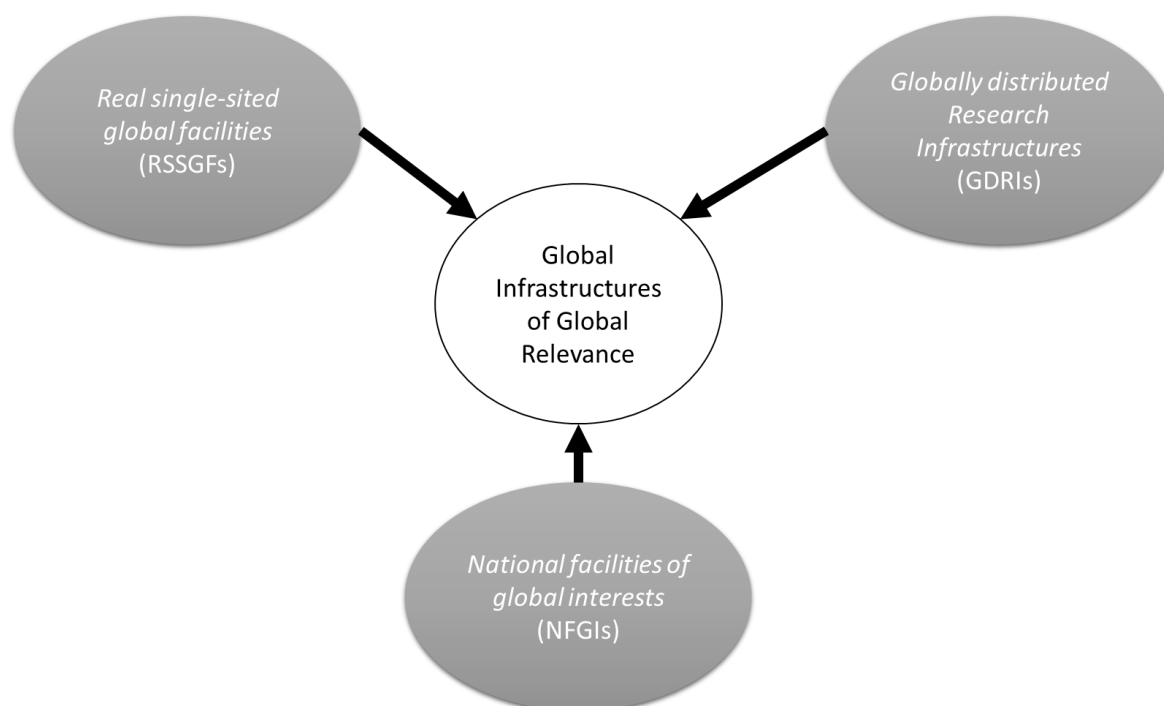 Real single-sited
global facilities
(RSSGFs)
Globally distributed
Research
Infrastructures
(GDRIs)
Global
Infrastructures
of Global
Relevance
National facilities of
global interests
(NFGIs)